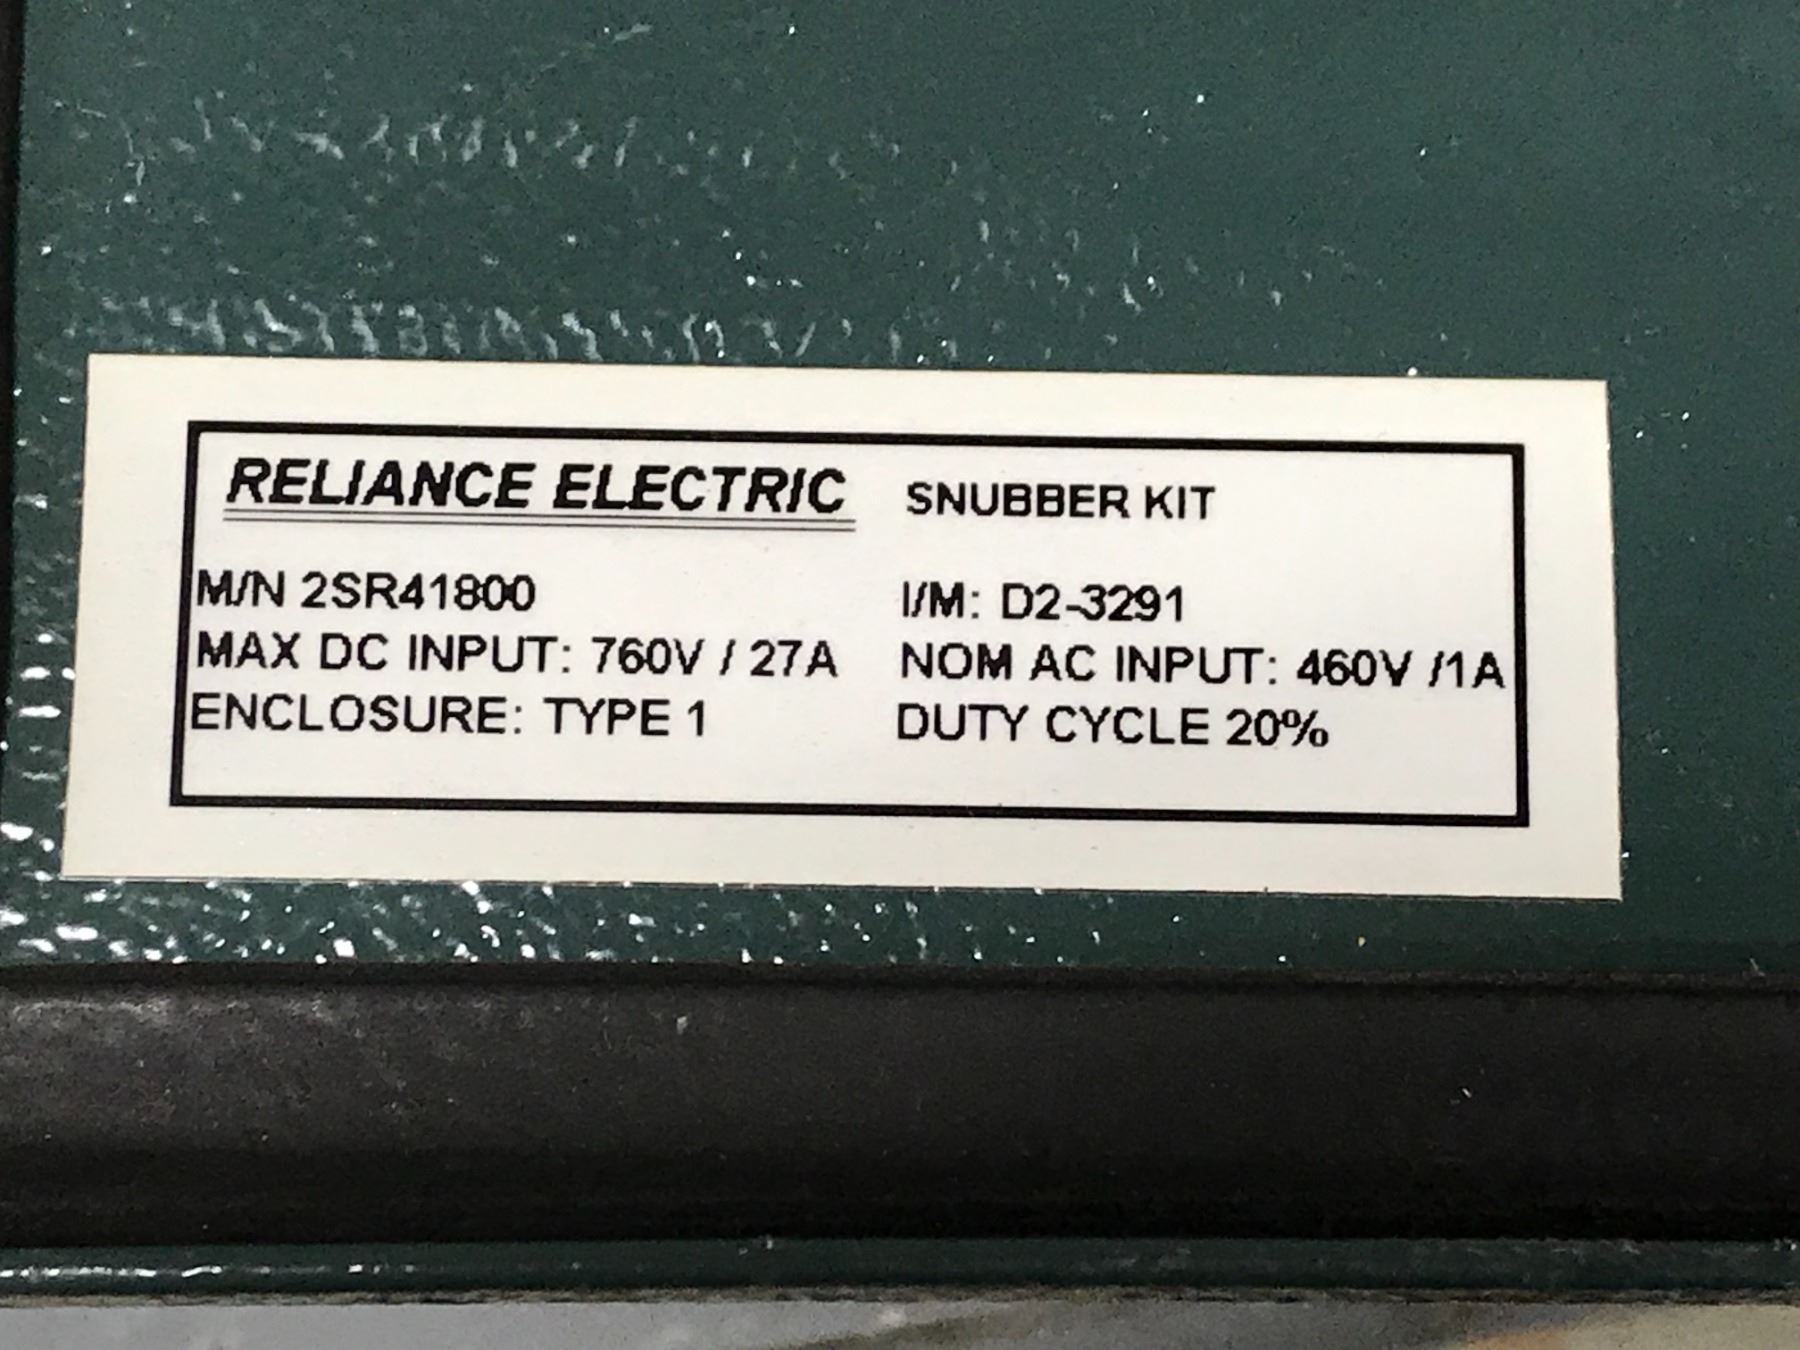 RELIANCE ELECTRIC SNUBBER KIT
M/N 2SR41800 I/M: D2-3291
MAX DC INPUT: 760V / 27A NOM AC INPUT: 460V /1A
ENCLOSURE: TYPE 1 DUTY CYCLE 20%